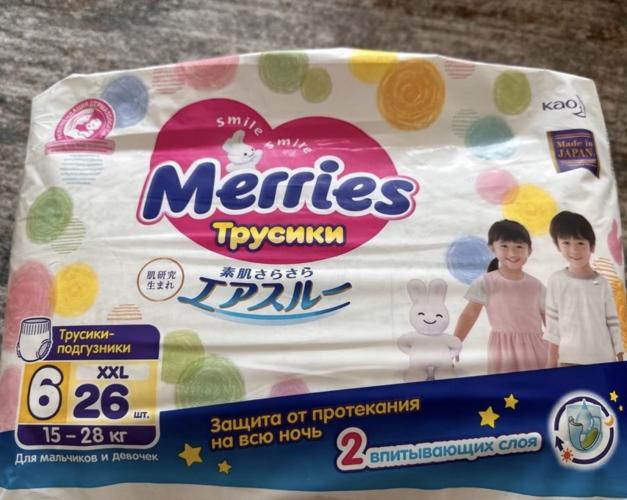 kao
Made in
JAPAN
smile smile
Merries
Трусики
肌研究
生まれ
素肌さらさら
エアスルー
Трусики-
подгузники
6
XXL
26 шт.
15 – 28 кг
Для мальчиков и девочек
Защита от протекания
на всю ночь
2 впитывающих слоя